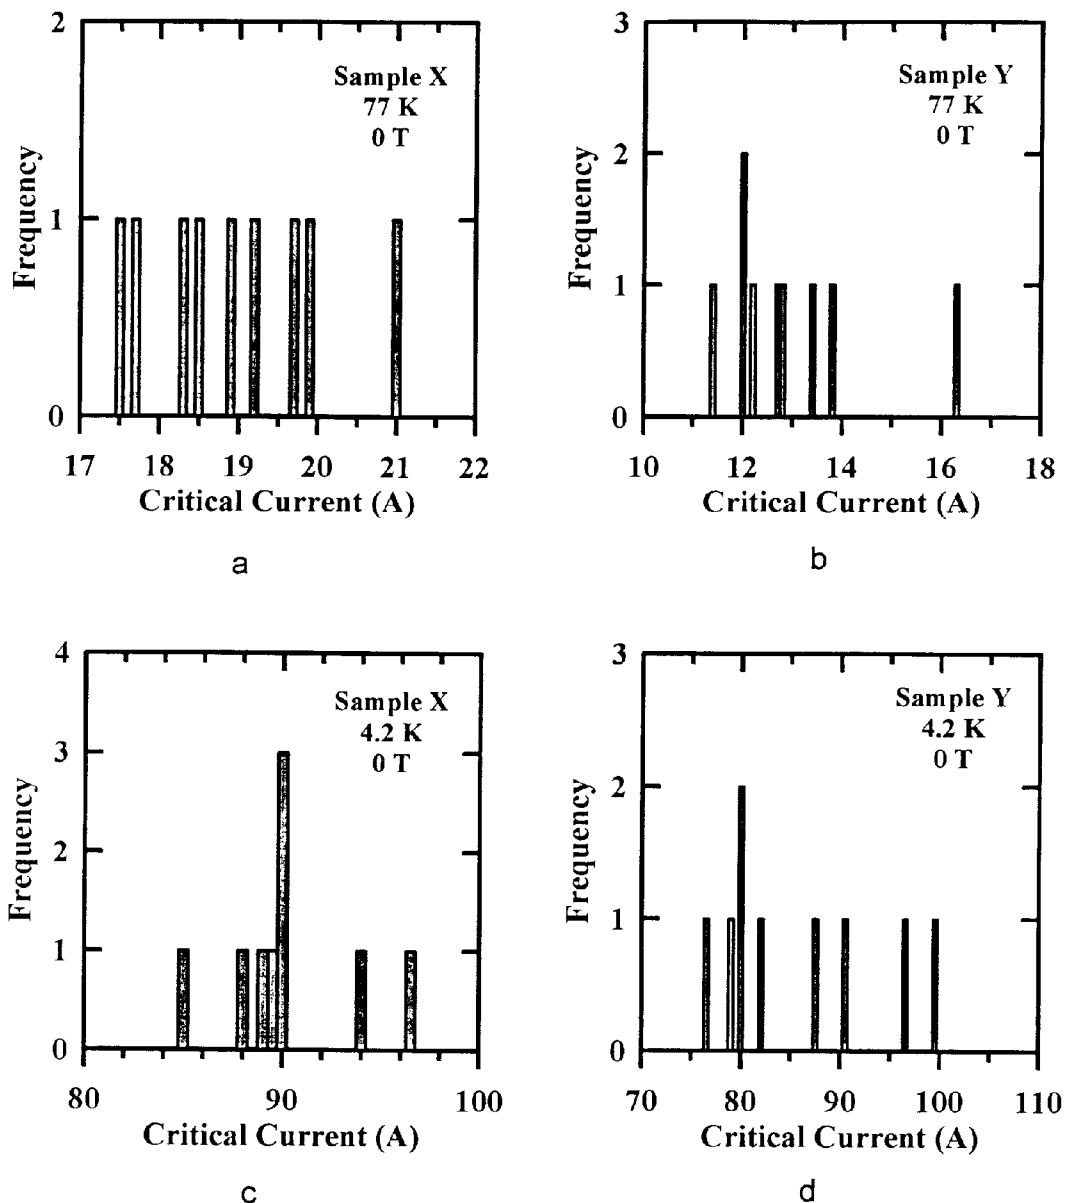 2
1
0
Frequency
Sample X
77 K
0 T
17 18 19 20 21 22
Critical Current (A)
a
3
2
1
0
Frequency
Sample Y
77 K
0 T
10 12 14 16 18
Critical Current (A)
b
4
3
2
1
0
Frequency
Sample X
4.2 K
0 T
80 90 100
Critical Current (A)
c
3
2
1
0
Frequency
Sample Y
4.2 K
0 T
70 80 90 100 110
Critical Current (A)
d